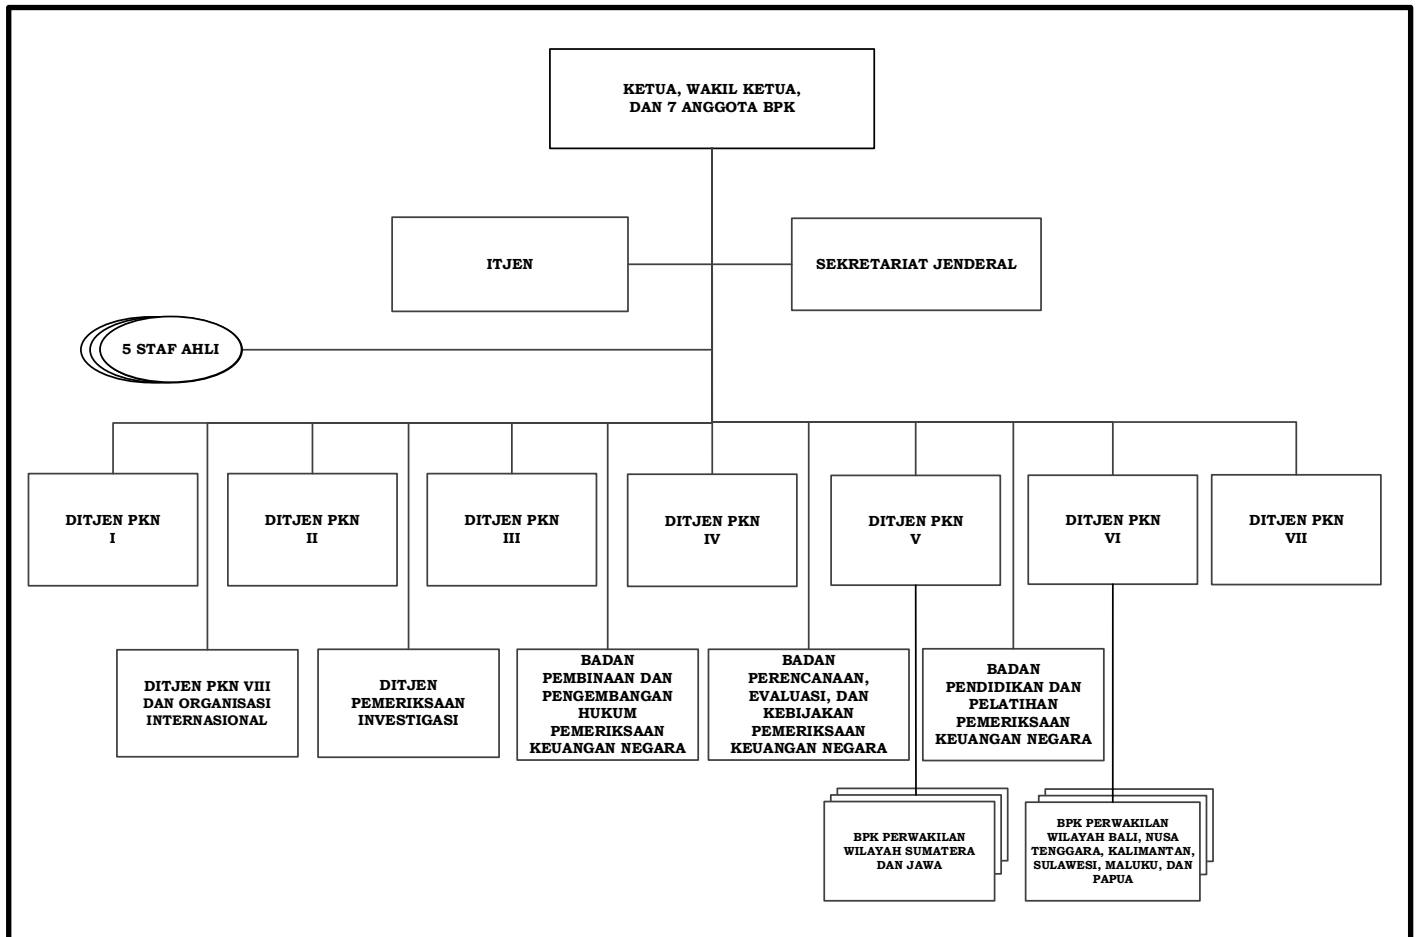 KETUA, WAKIL KETUA,
DAN 7 ANGGOTA BPK
ITJEN
SEKRETARIAT JENDERAL
5 STAF AHLI
DITJEN PKN
I
DITJEN PKN
II
DITJEN PKN
III
DITJEN PKN
IV
DITJEN PKN
V
DITJEN PKN
VI
DITJEN PKN
VII
DITJEN PKN VIII
DAN ORGANISASI
INTERNASIONAL
DITJEN
PEMERIKSAAN
INVESTIGASI
BADAN
PEMBINAAN DAN
PENGEMBANGAN
HUKUM
PEMERIKSAAN
KEUANGAN NEGARA
BADAN
PERENCANAAN,
EVALUASI, DAN
KEBIJAKAN
PEMERIKSAAN
KEUANGAN NEGARA
BADAN
PENDIDIKAN DAN
PELATIHAN
PEMERIKSAAN
KEUANGAN NEGARA
BPK PERWAKILAN
WILAYAH SUMATERA
DAN JAWA
BPK PERWAKILAN
WILAYAH BALI, NUSA
TENGGARA, KALIMANTAN,
SULAWESI, MALUKU, DAN
PAPUA